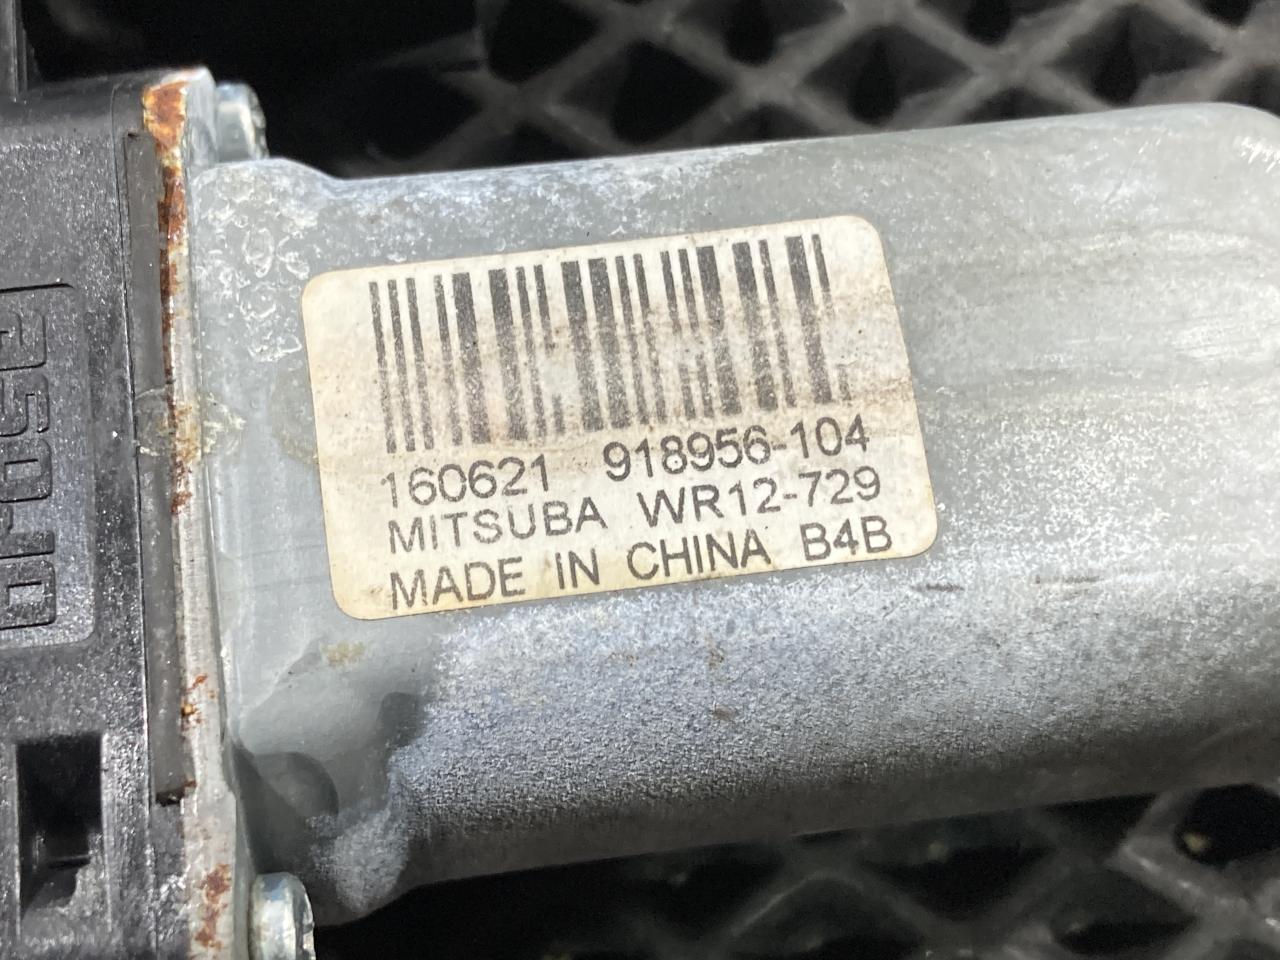 160621 918956-104
MITSUBA WR12-729
MADE IN CHINA B4B